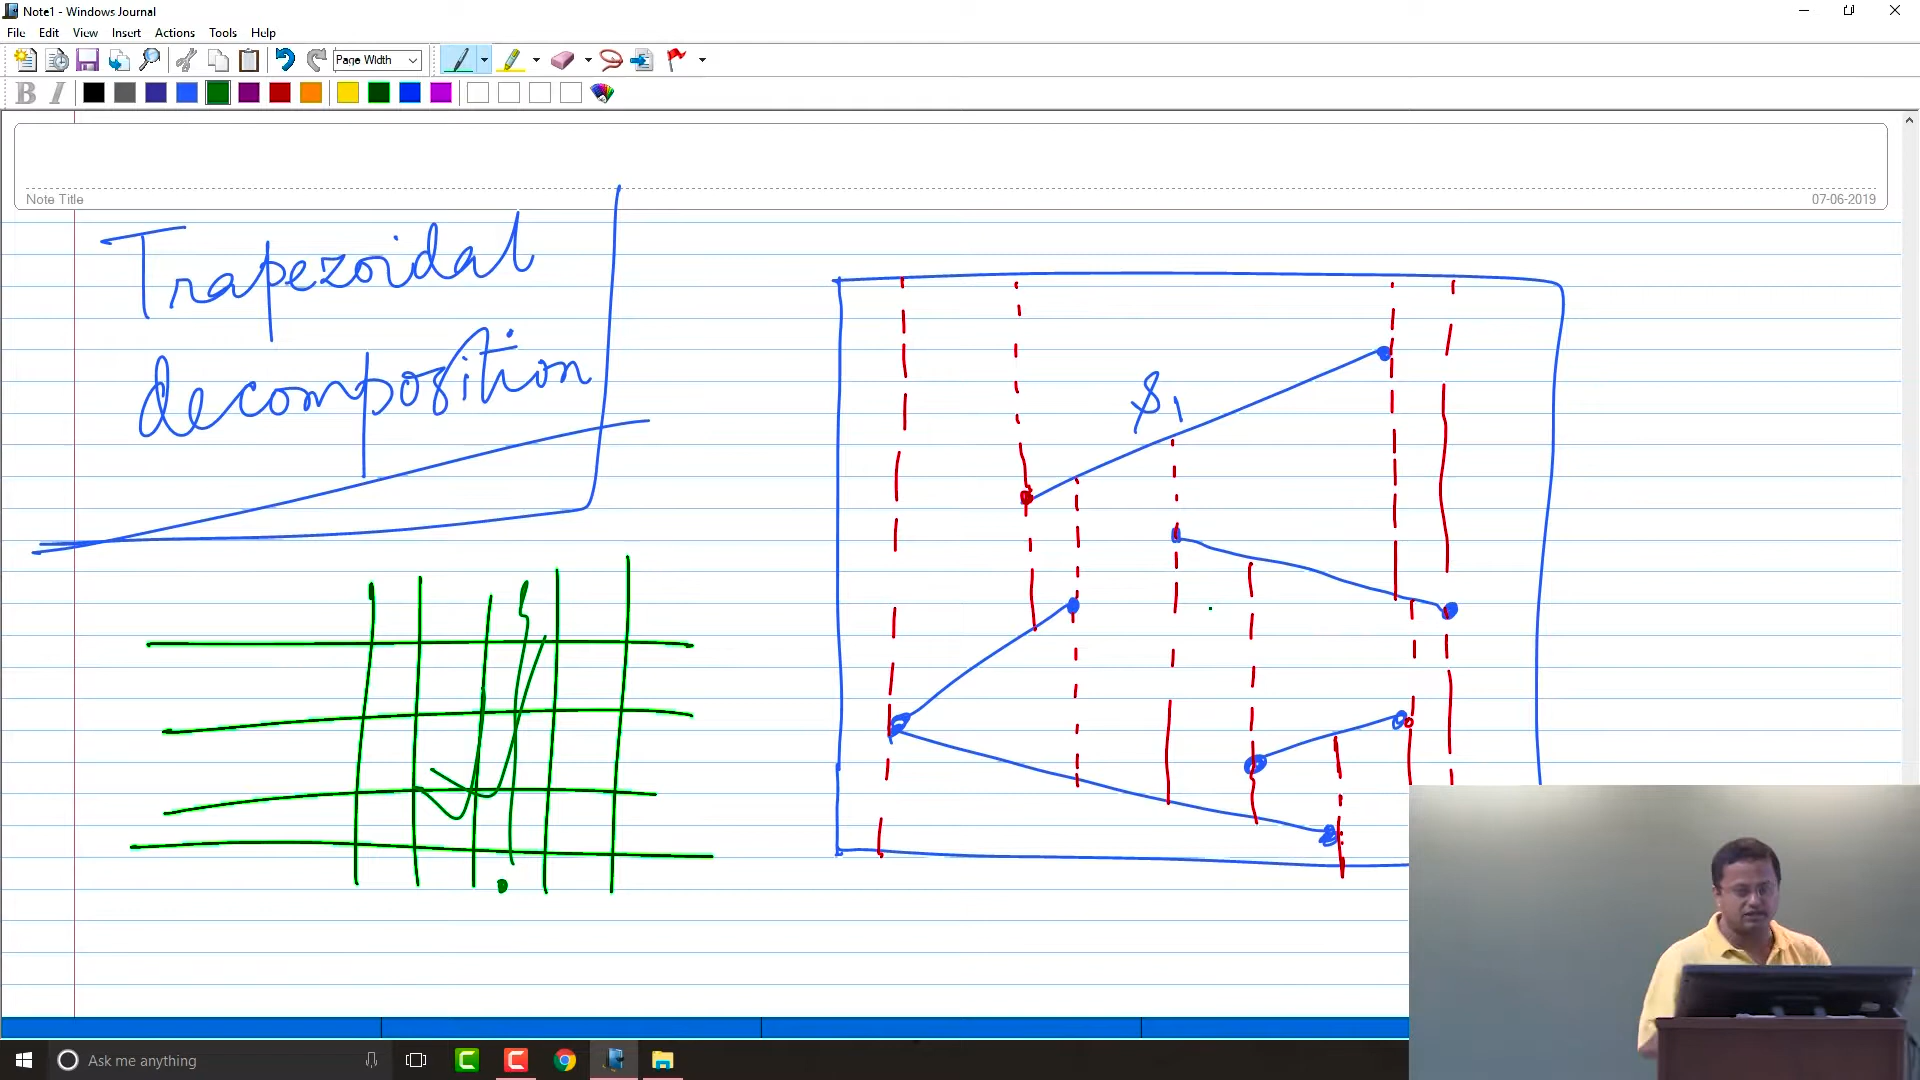 Note1 - Windows Journal
File Edit View Insert Actions Tools Help
Page Width
B I
Note Title
07-06-2019
Trapezoidal
decomposition
S1
Ask me anything